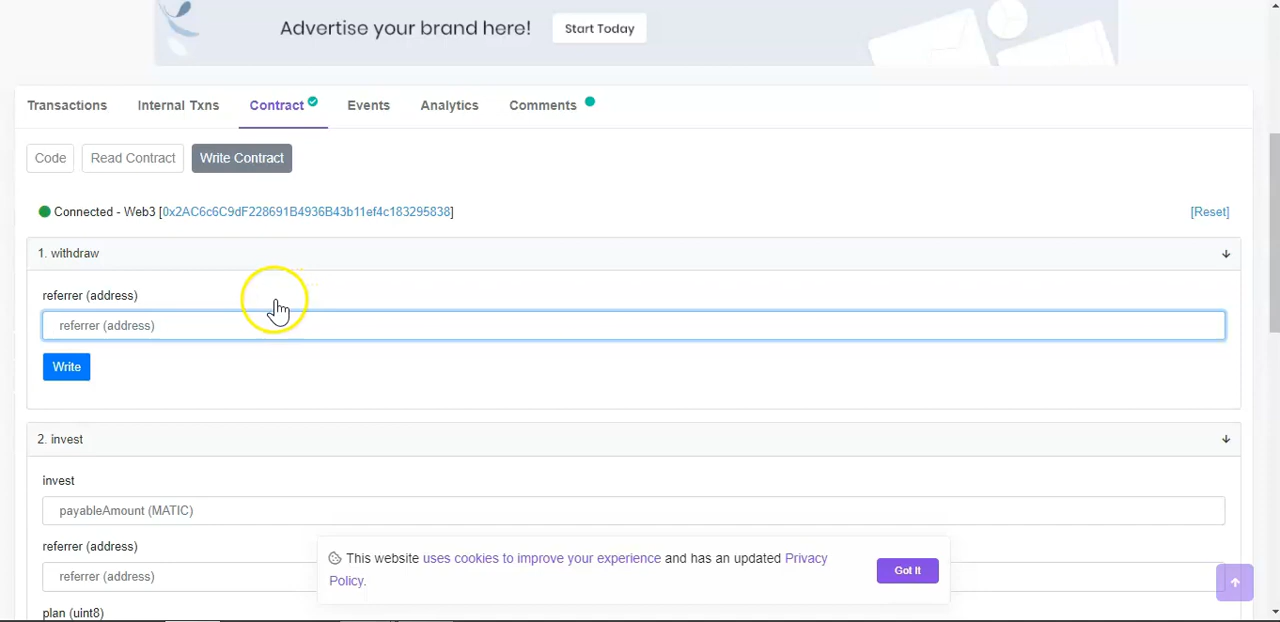 Advertise your brand here!
Start Today
Transactions Internal Txns Contract Events Analytics Comments
Code Read Contract Write Contract
Connected - Web3 [0x2AC6c6C9dF228691B4936B43b11ef4c183295838]
[Reset]
1. withdraw
referrer (address)
referrer (address)
Write
2. invest
invest
payableAmount (MATIC)
referrer (address)
referrer (address)
plan (uint8)
This website uses cookies to improve your experience and has an updated Privacy
Policy.
Got It